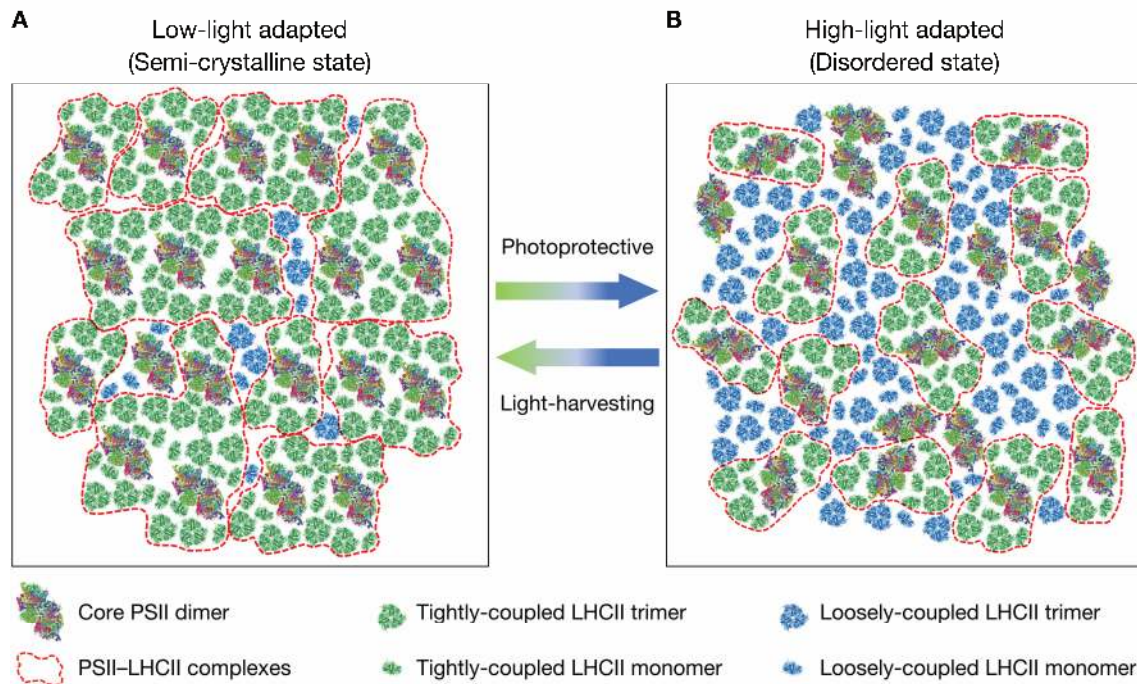 A
Low-light adapted
(Semi-crystalline state)
B
High-light adapted
(Disordered state)
Photoprotective
Light-harvesting
Core PSII dimer
Tightly-coupled LHCII trimer
Loosely-coupled LHCII trimer
PSII–LHCII complexes
Tightly-coupled LHCII monomer
Loosely-coupled LHCII monomer